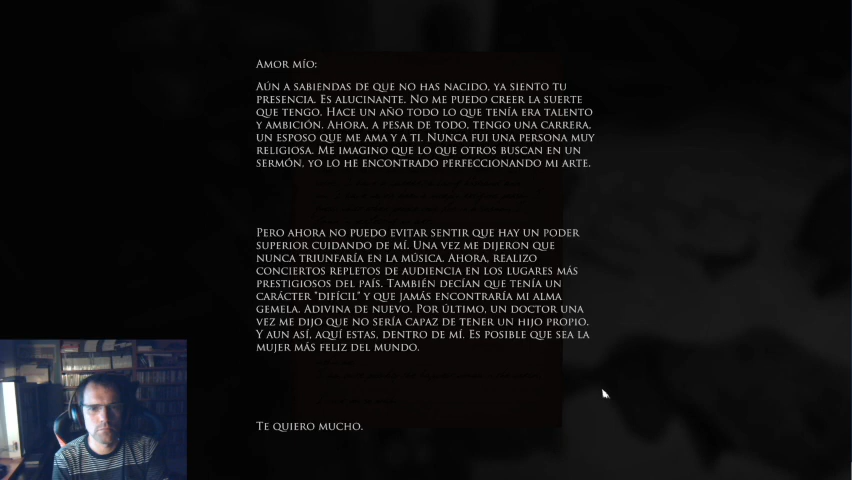 Amor mío:
Aún a sabiendas de que no has nacido, ya siento tu
presencia. Es alucinante. No me puedo creer la suerte
que tengo. Hace un año todo lo que tenía era talento
y ambición. Ahora, a pesar de todo, tengo una carrera,
un esposo que me ama y a ti. Nunca fui una persona muy
religiosa. Me imagino que lo que otros buscan en un
sermón, yo lo he encontrado perfeccionando mi arte.
Pero ahora no puedo evitar sentir que hay un poder
superior cuidando de mí. Una vez me dijeron que
nunca triunfaría en la música. Ahora, realizo
conciertos repletos de audiencia en los lugares más
prestigiosos del país. También decían que tenía un
carácter "difícil" y que jamás encontraría mi alma
gemela. Adivina de nuevo. Por último, un doctor una
vez me dijo que no sería capaz de tener un hijo propio.
Y aun así, aquí estas, dentro de mí. Es posible que sea la
mujer más feliz del mundo.
Te quiero mucho.